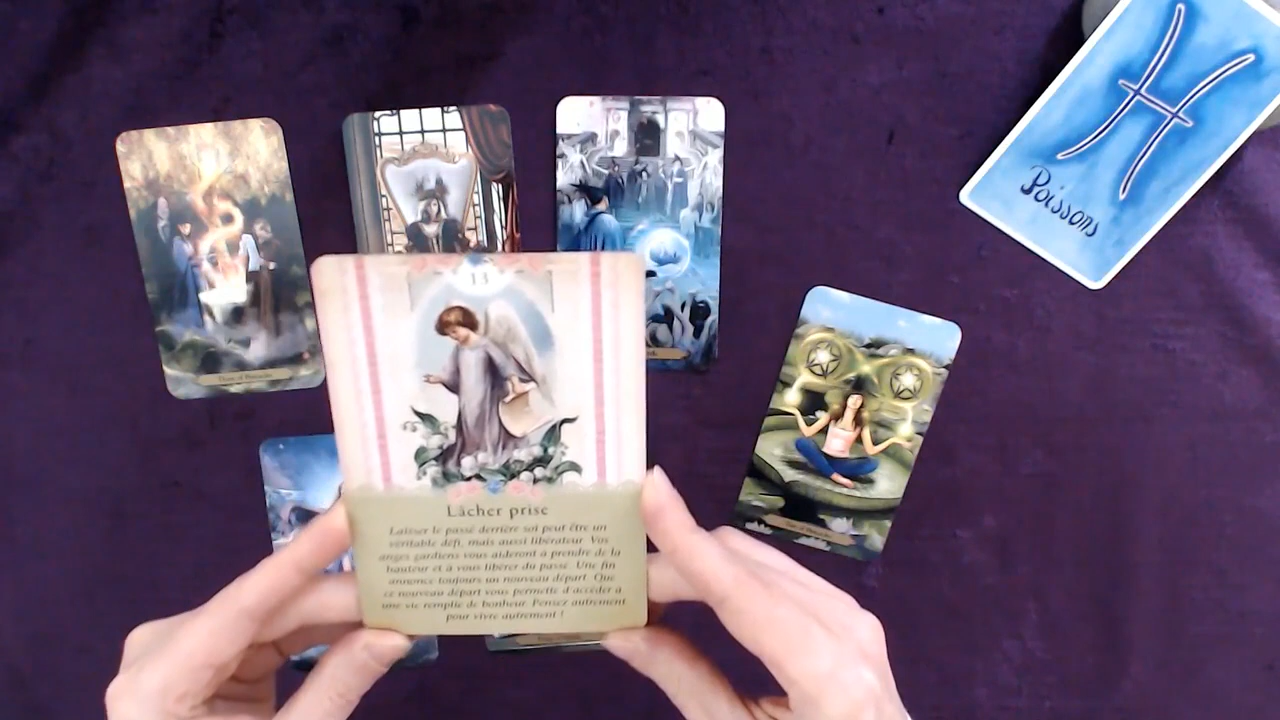 Poissons
13
Lâcher prise
Laisser le passé derrière soi peut être un
véritable défi, mais aussi libérateur. Vos
anges gardiens vous aideront à prendre de la
hauteur et à vous libérer du passé. Une fin
annonce toujours un nouveau départ. Que
ce nouveau départ vous permette d'accéder à
une vie remplie de bonheur. Pensez autrement
pour vivre autrement !